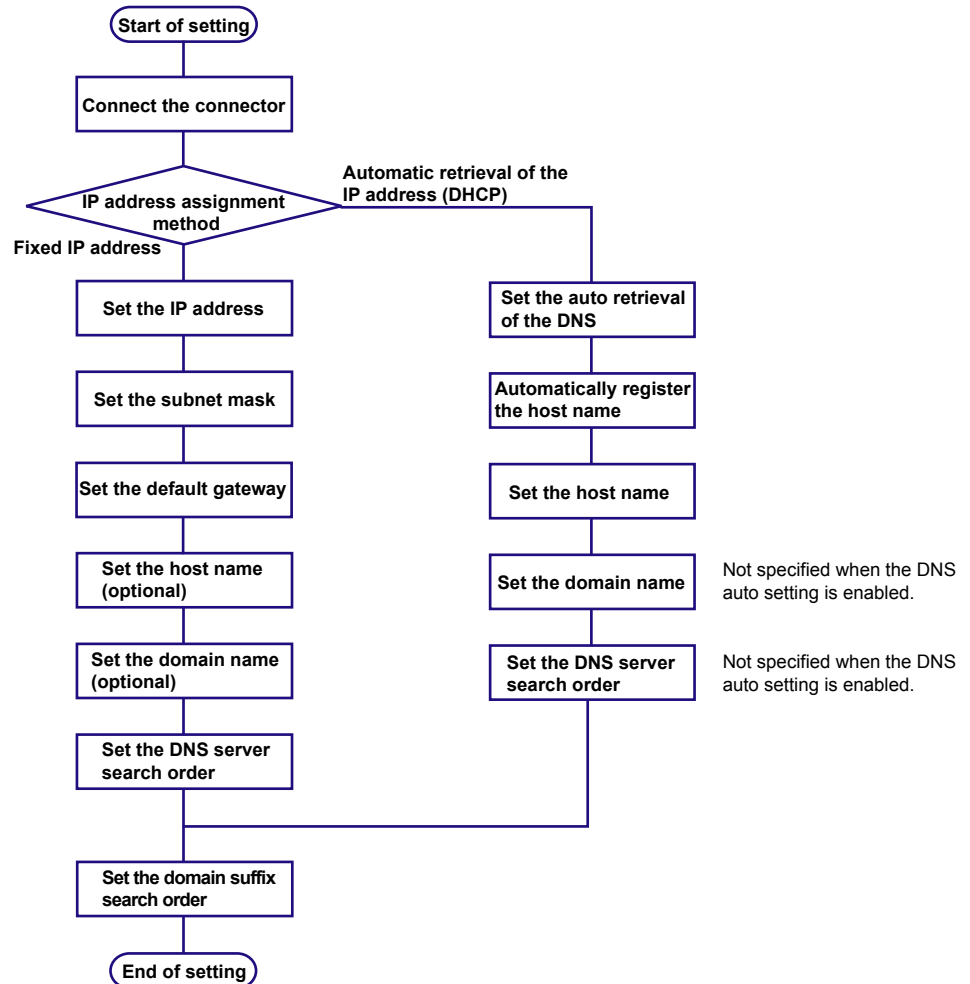 Start of setting
Connect the connector
IP address assignment
method
Automatic retrieval of the
IP address (DHCP)
Fixed IP address
Set the IP address
Set the subnet mask
Set the default gateway
Set the host name
(optional)
Set the domain name
(optional)
Set the DNS server
search order
Set the auto retrieval
of the DNS
Automatically register
the host name
Set the host name
Set the domain name
Not specified when the DNS
auto setting is enabled.
Set the DNS server
search order
Not specified when the DNS
auto setting is enabled.
Set the domain suffix
search order
End of setting